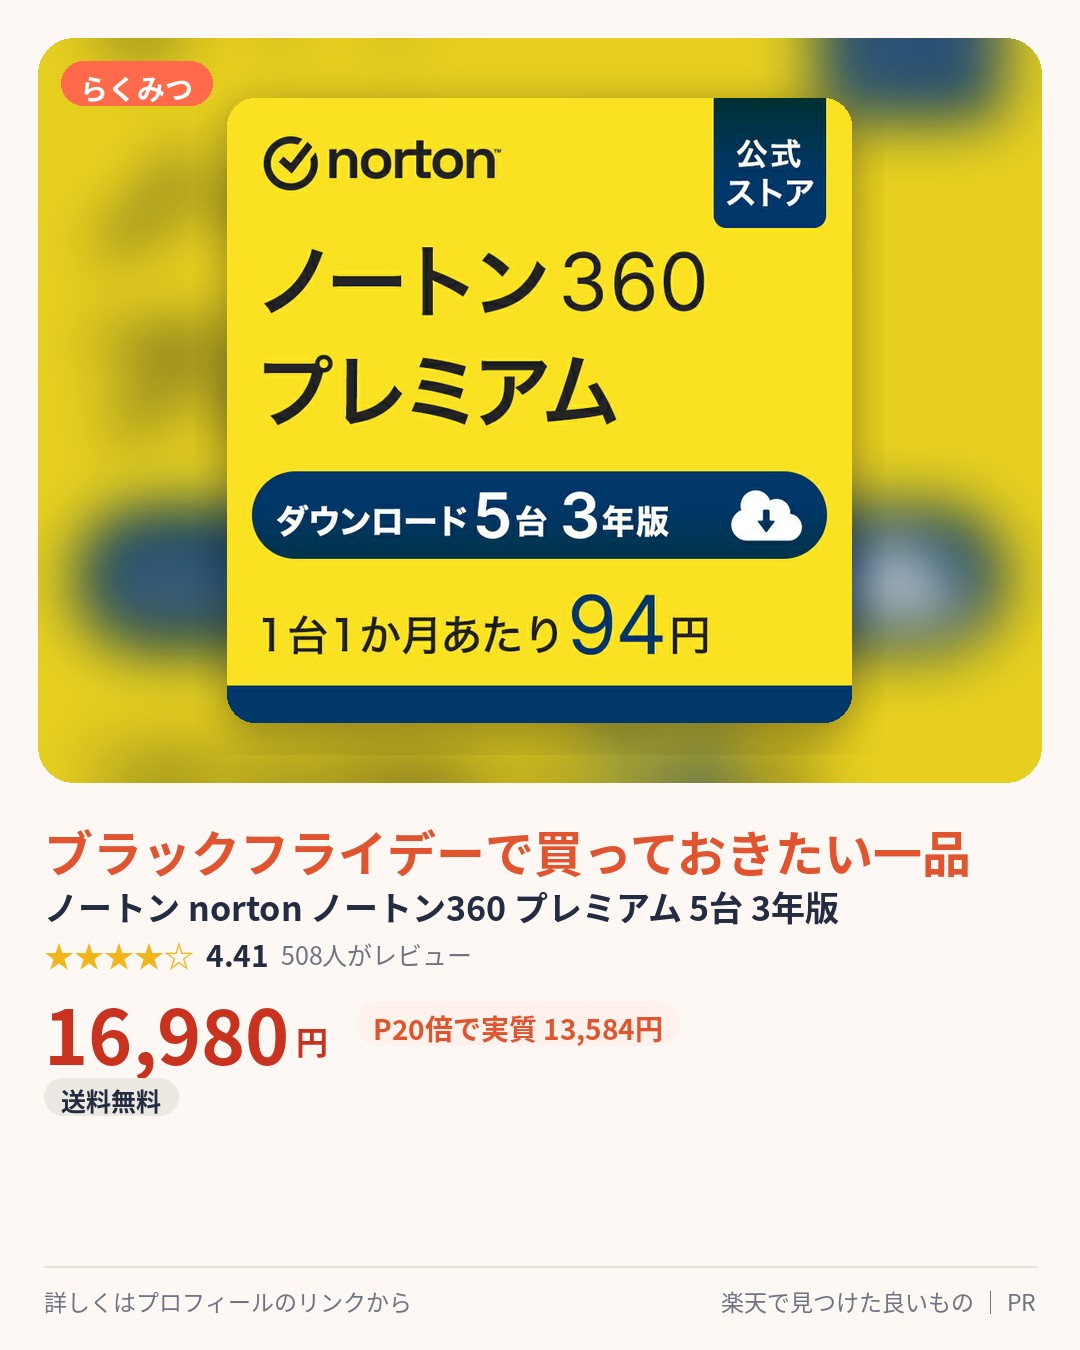 らくみつ
norton™
公式
ストア
ノートン 360
プレミアム
ダウンロード5台 3年版
1台1か月あたり94円
ブラックフライデーで買っておきたい一品
ノートン norton ノートン360 プレミアム 5台 3年版
★★★★☆ 4.41 508人がレビュー
16,980円 P20倍で実質 13,584円
送料無料
詳しくはプロフィールのリンクから
楽天で見つけた良いもの｜PR